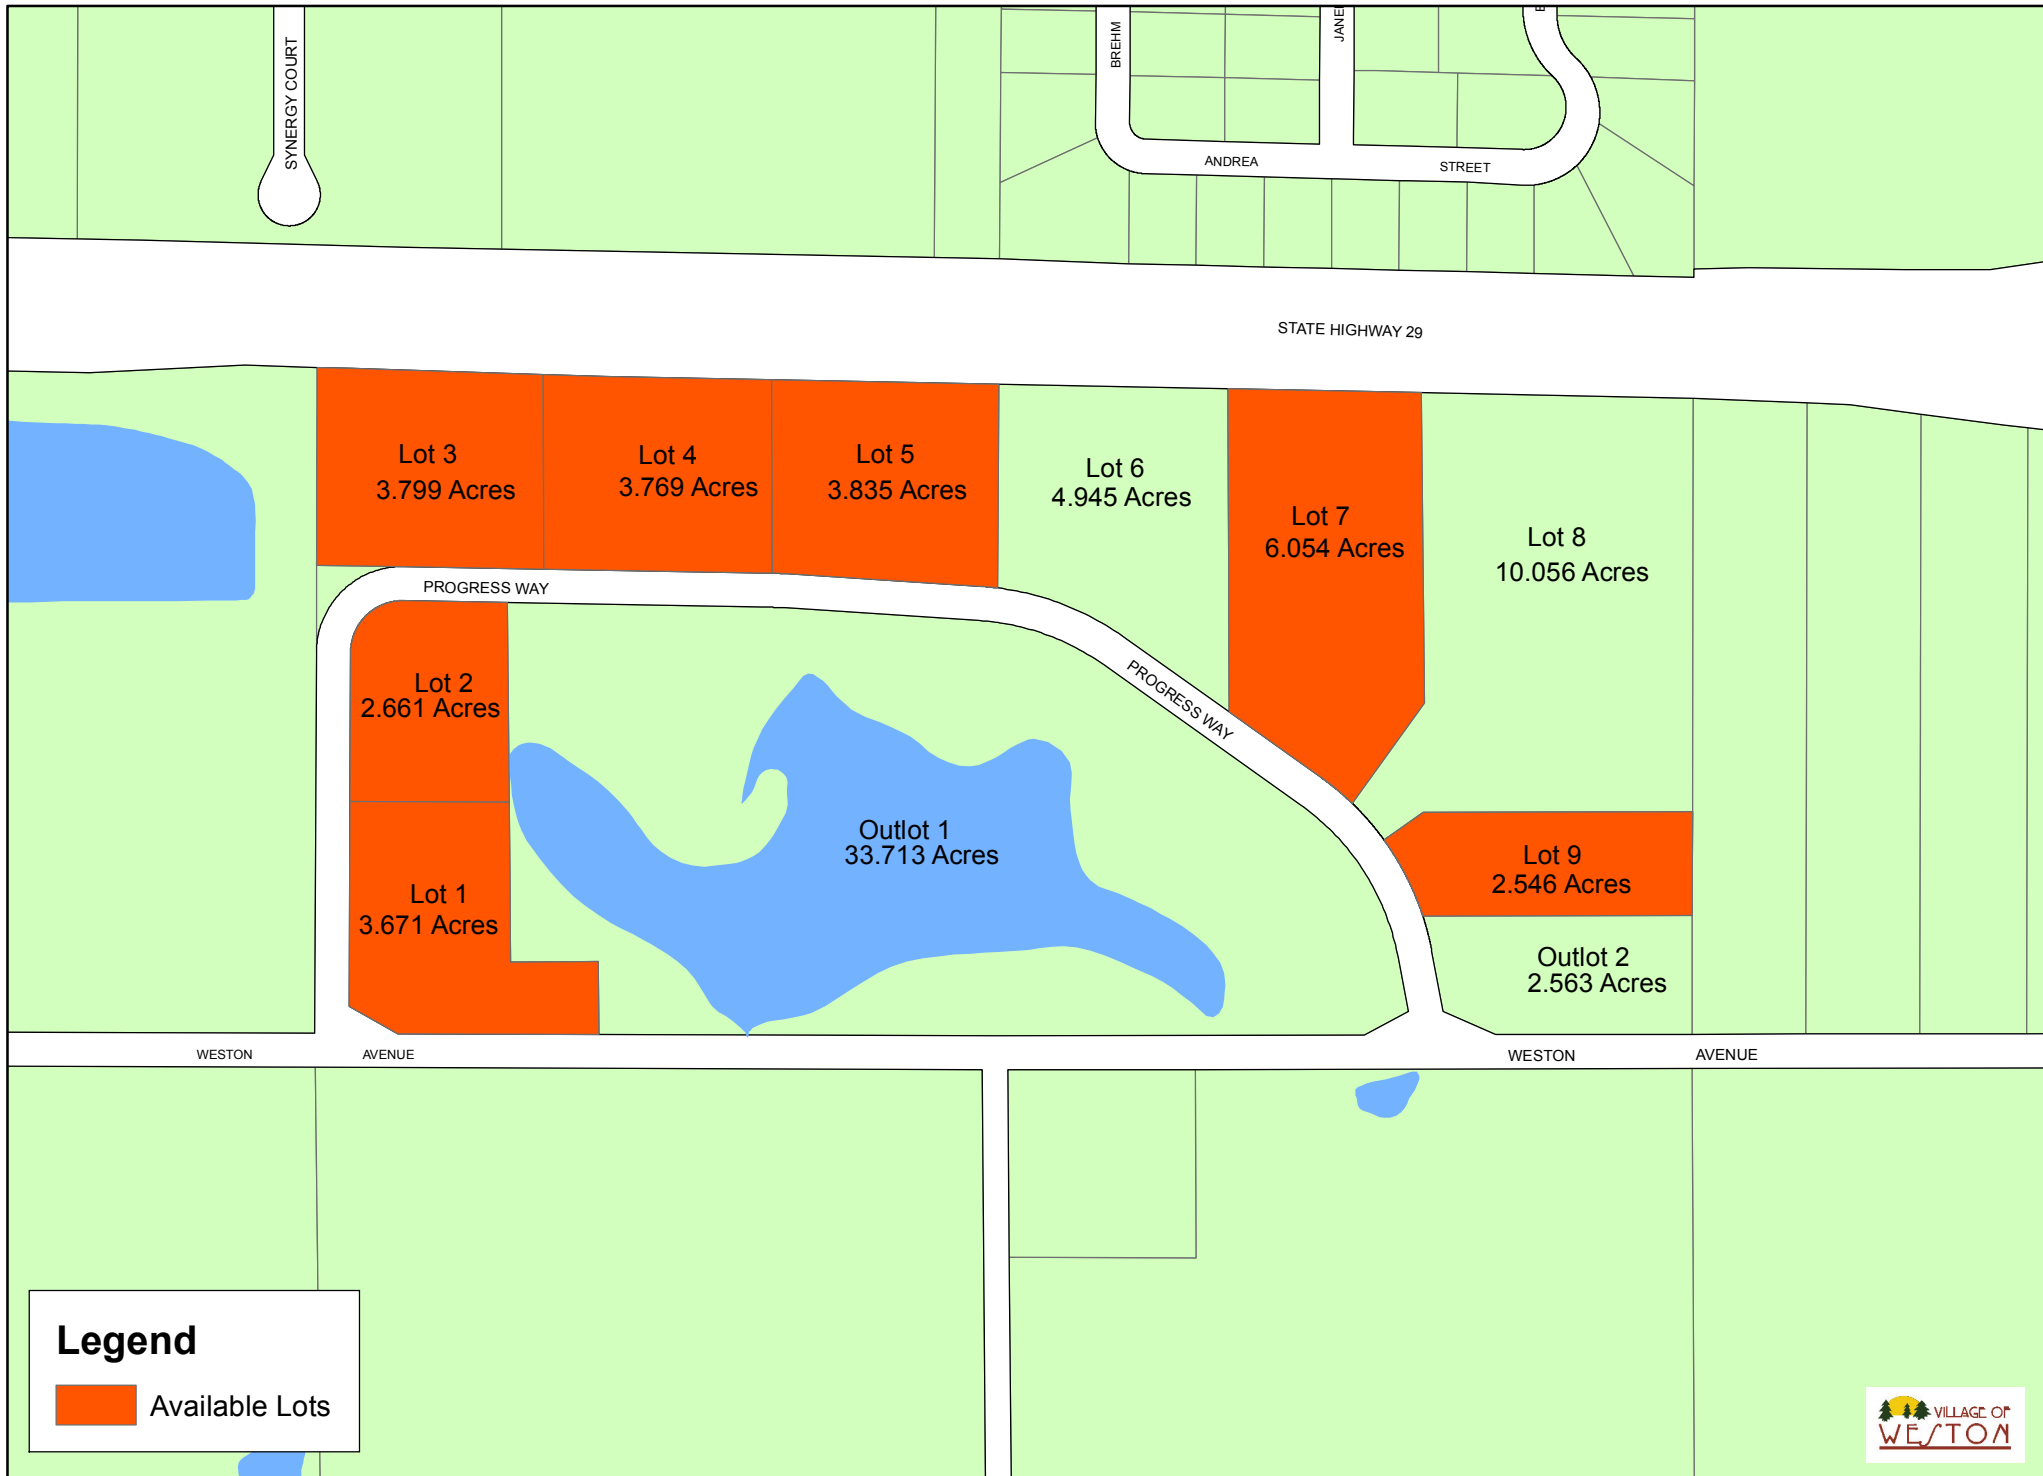 SYNERGY COURT
BREHM
JANE
ANDREA
STREET
STATE HIGHWAY 29
Lot 3
3.799 Acres
Lot 4
3.769 Acres
Lot 5
3.835 Acres
Lot 6
4.945 Acres
Lot 7
6.054 Acres
Lot 8
10.056 Acres
PROGRESS WAY
PROGRESS WAY
Lot 2
2.661 Acres
Outlot 1
33.713 Acres
Lot 9
2.546 Acres
Lot 1
3.671 Acres
Outlot 2
2.563 Acres
WESTON
AVENUE
WESTON
AVENUE
Legend
Available Lots
VILLAGE OF
WESTON